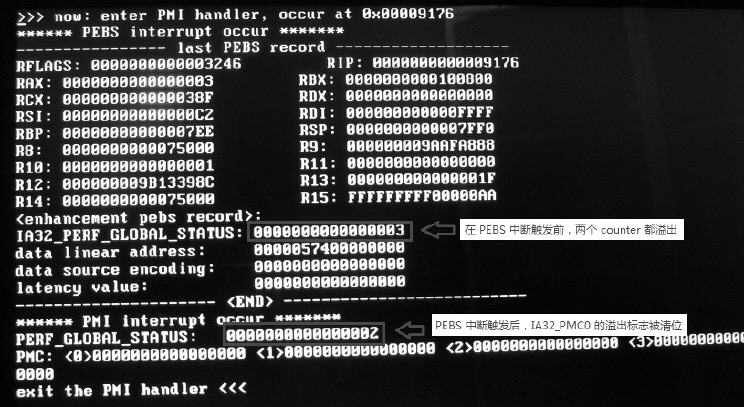 >>> now: enter PMI handler, occur at 0x00009176
****** PEBS interrupt occur *******
---------------- last PEBS record -------------------
RFLAGS: 0000000000003246 RIP: 0000000000009176
RAX: 0000000000000003 RBX: 0000000000100800
RCX: 000000000000038F RDX: 0000000000000000
RSI: 00000000000000C2 RDI: 000000000000FFFF
RBP: 00000000000007EE RSP: 0000000000007FF0
R8: 0000000000075000 R9: 000000009AAFA888
R10: 0000000000000001 R11: 0000000000000000
R12: 000000009B13398C R13: 000000000000001F
R14: 0000000000075000 R15: FFFFFFFFF00000AA
<enhancement pebs record>:
IA32_PERF_GLOBAL_STATUS: 0000000000000003 在 PEBS 中断触发前，两个 counter 都溢出
data linear address: 0000057400000000
data source encoding: 0000000000000000
latency value: 0000000000000000
--------------------- <END> -------------------------
****** PMI interrupt occur *******
PERF_GLOBAL_STATUS: 0000000000000002 PEBS 中断触发后，IA32_PMC0 的溢出标志被清位
PMC: <0>0000000000000000 <1>0000000000000000 <2>0000000000000000 <3>000000000000
0000
exit the PMI handler <<<